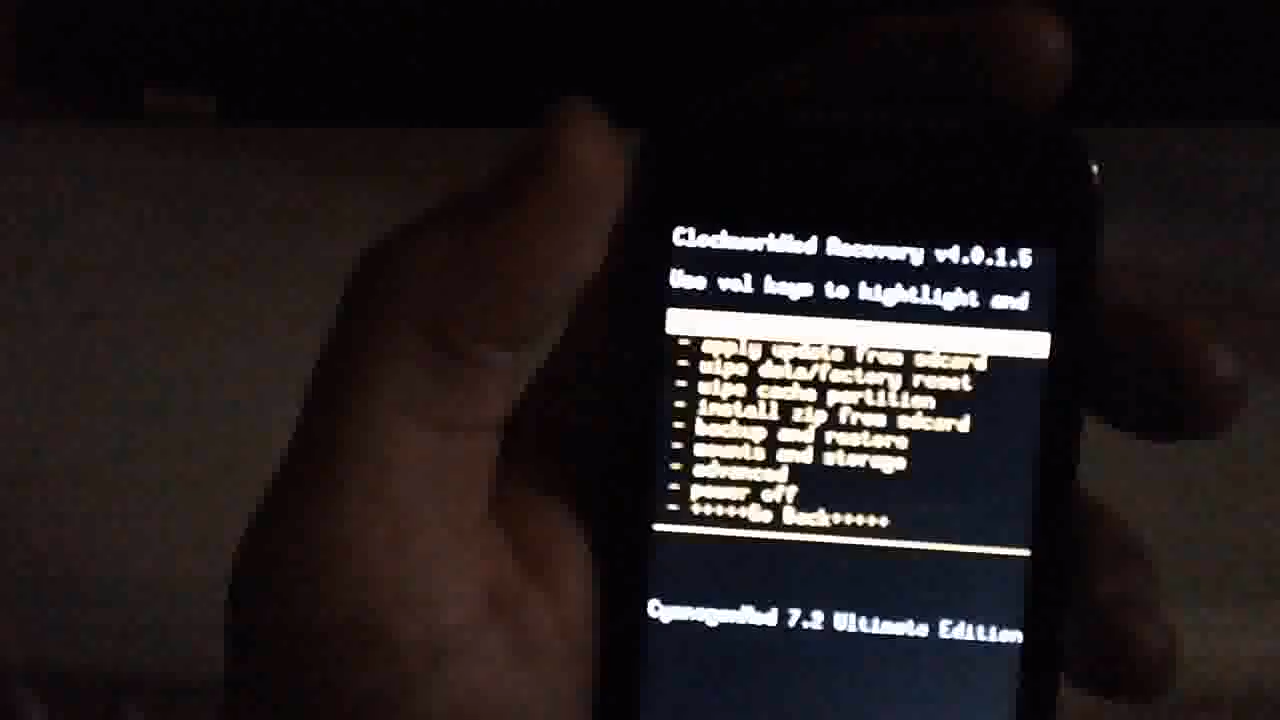 ClockworkMod Recovery v4.0.1.5
Use vol keys to hightlight and
- apply update from sdcard
- wipe data/factory reset
- wipe cache partition
- install zip from sdcard
- backup and restore
- mounts and storage
- advanced
- power off
- +++++Go Back+++++
CyanogenMod 7.2 Ultimate Edition